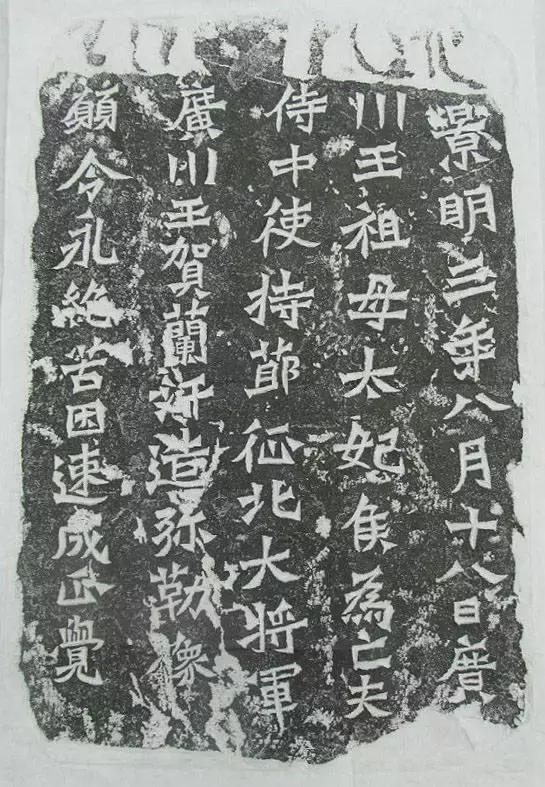 景明三年八月十八日廣
川王祖母太妃侯為亡夫
侍中使持節征北大將軍
廣川王賀蘭汗造弥勒像
願令永絕苦因速成正覺